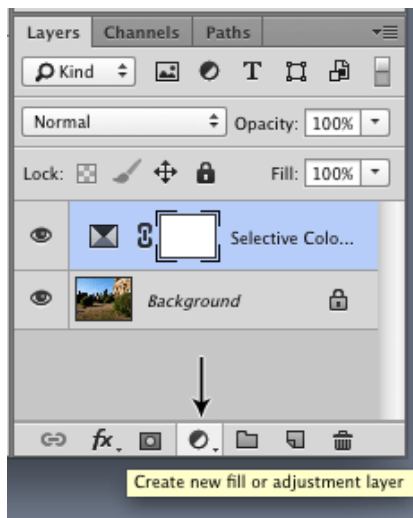 Layers Channels Paths
Kind T
Normal Opacity: 100%
Lock: Fill: 100%
Selective Colo...
Background
fx
Create new fill or adjustment layer